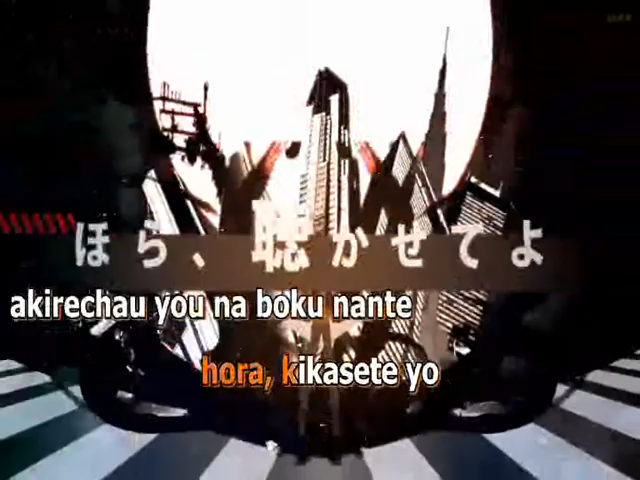 ほら、聴かせてよ
akirechau you na boku nante
hora, kikasete yo